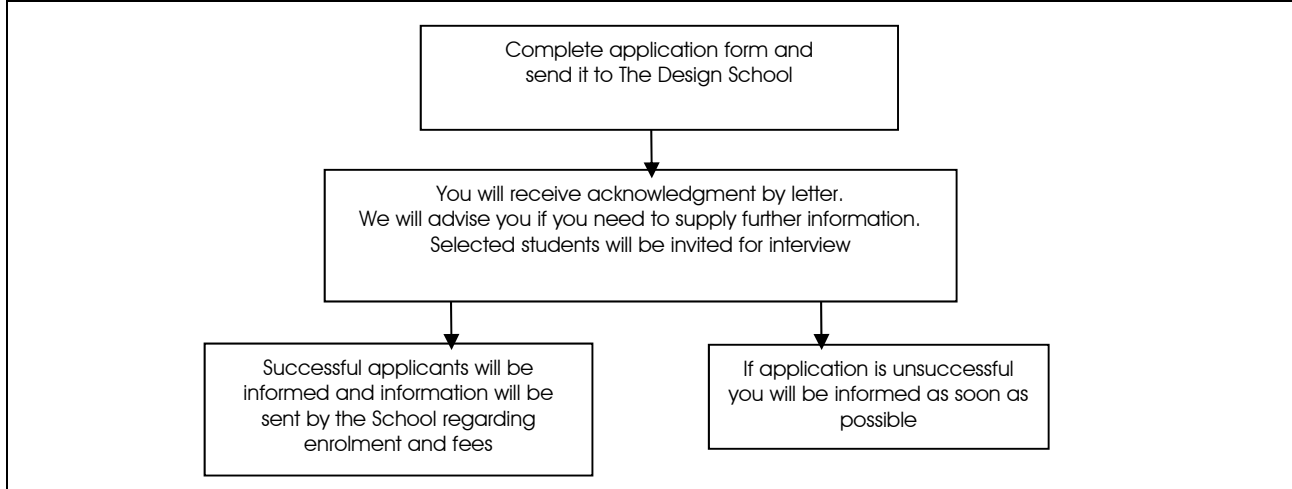 Complete application form and
send it to The Design School
You will receive acknowledgment by letter.
We will advise you if you need to supply further information.
Selected students will be invited for interview
Successful applicants will be
informed and information will be
sent by the School regarding
enrolment and fees
If application is unsuccessful
you will be informed as soon as
possible